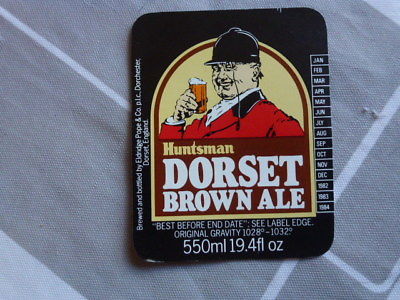 Huntsman
DORSET
BROWN ALE
"BEST BEFORE END DATE": SEE LABEL EDGE.
ORIGINAL GRAVITY 1028°-1032°
550ml 19.4fl oz
Brewed and bottled by Eldridge Pope & Co. p.l.c., Dorchester,
Dorset, England.
JAN
FEB
MAR
APR
MAY
JUN
JLY
AUG
SEP
OCT
NOV
DEC
1982
1983
1984